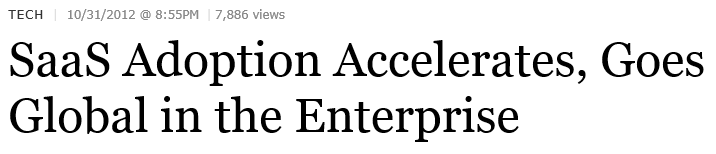 TECH | 10/31/2012 @ 8:55PM | 7,886 views
SaaS Adoption Accelerates, Goes
Global in the Enterprise